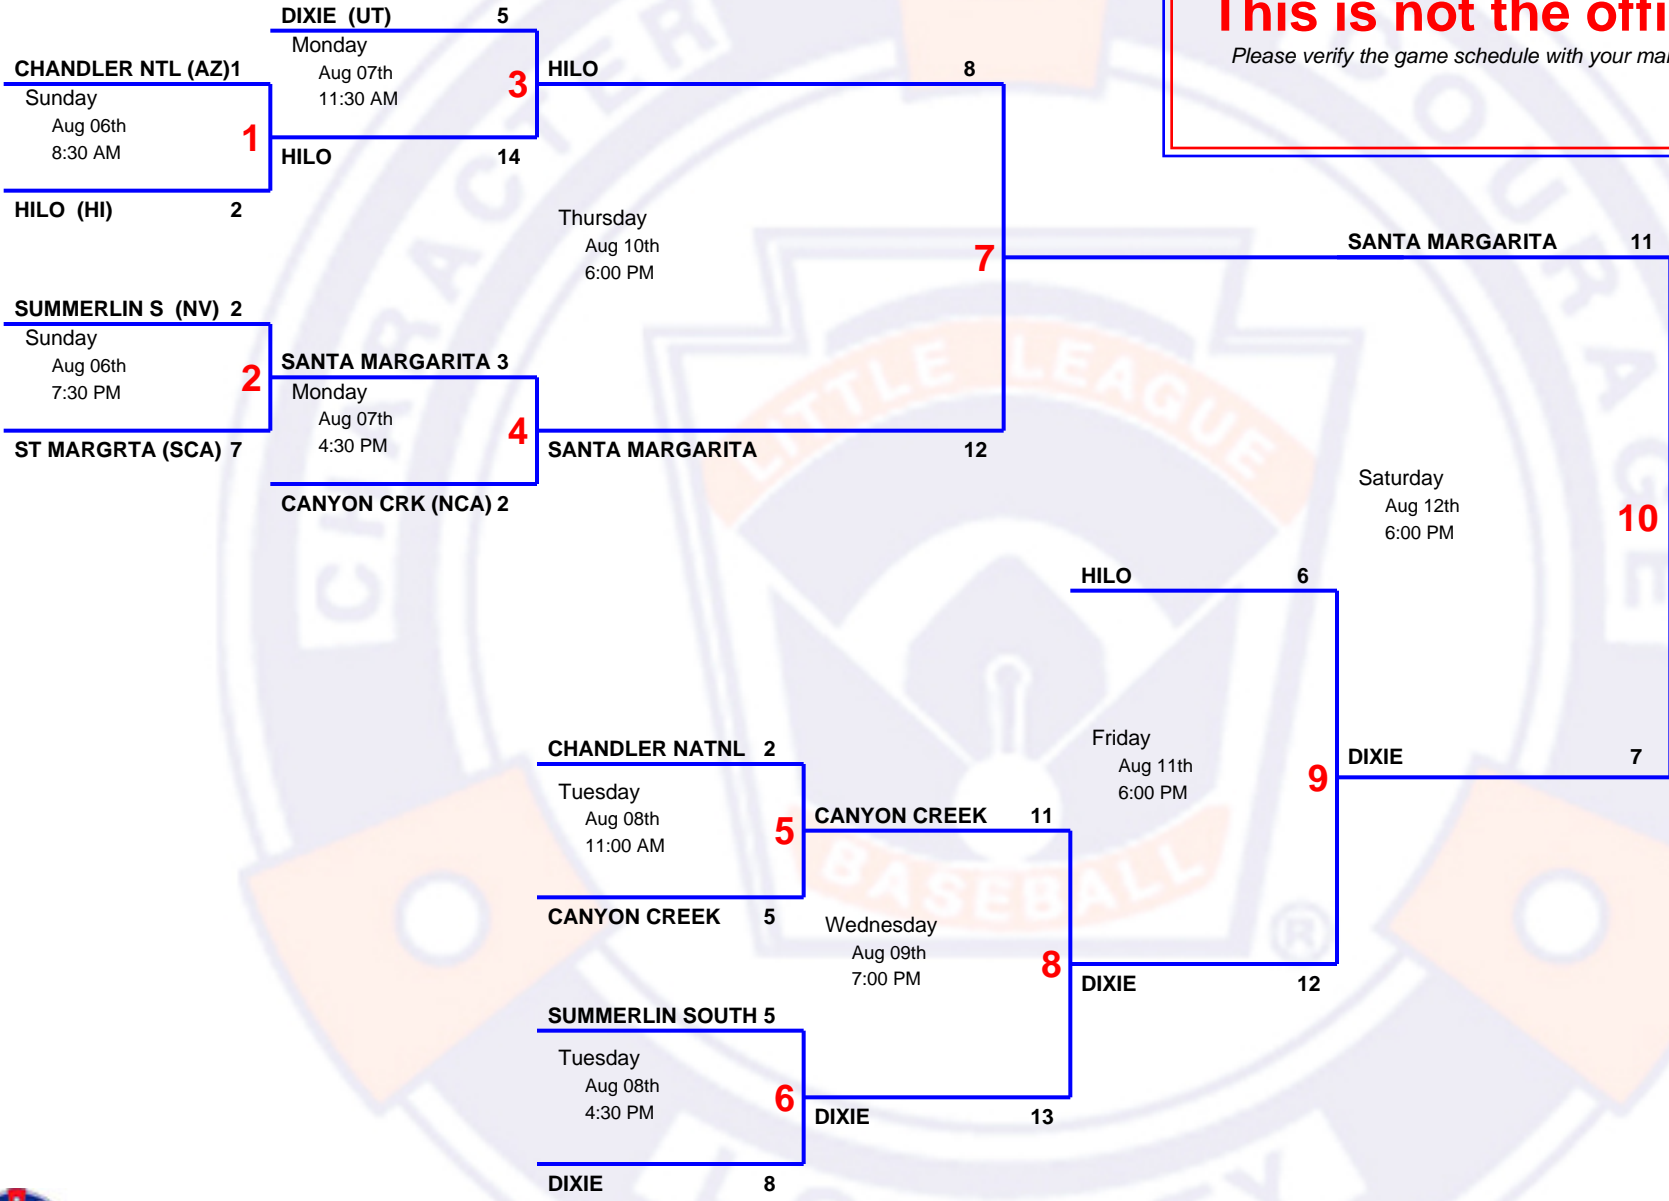 This is not the offi
Please verify the game schedule with your ma
DIXIE (UT) 5
Monday
Aug 07th
11:30 AM
3
CHANDLER NTL (AZ)1
Sunday
Aug 06th
8:30 AM
1
HILO 14
HILO (HI) 2
HILO 8
Thursday
Aug 10th
6:00 PM
7
SUMMERLIN S (NV) 2
Sunday
Aug 06th
7:30 PM
2
ST MARGRTA (SCA) 7
SANTA MARGARITA 3
Monday
Aug 07th
4:30 PM
4
CANYON CRK (NCA) 2
SANTA MARGARITA 12
SANTA MARGARITA 11
Saturday
Aug 12th
6:00 PM
10
HILO 6
Friday
Aug 11th
6:00 PM
9
DIXIE 7
CHANDLER NATNL 2
Tuesday
Aug 08th
11:00 AM
5
CANYON CREEK 5
CANYON CREEK 11
Wednesday
Aug 09th
7:00 PM
8
DIXIE 12
SUMMERLIN SOUTH 5
Tuesday
Aug 08th
4:30 PM
6
DIXIE 13
DIXIE 8
CHARACTER
COURAGE
LITTLE LEAGUE
BASEBALL
®